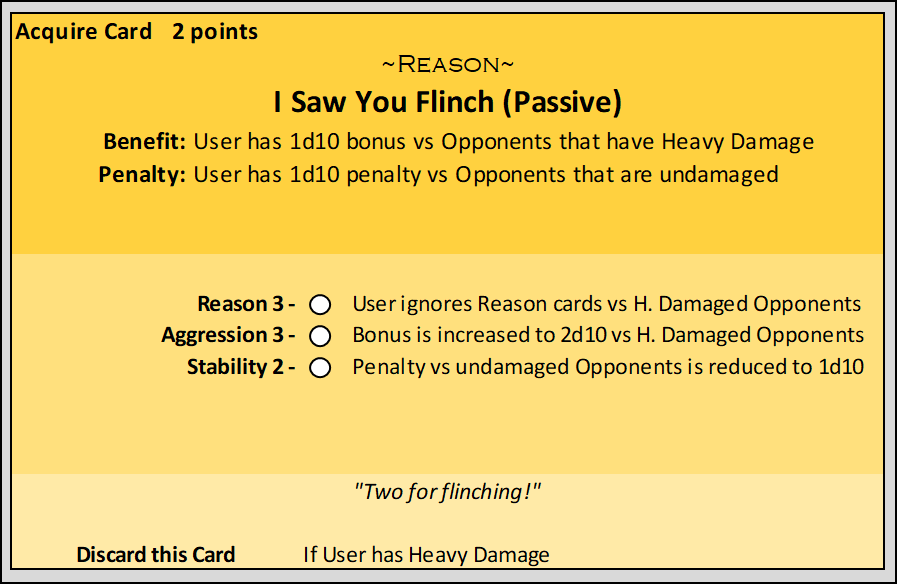 Acquire Card 2 points
~Reason~
I Saw You Flinch (Passive)
Benefit: User has 1d10 bonus vs Opponents that have Heavy Damage
Penalty: User has 1d10 penalty vs Opponents that are undamaged
Reason 3 - User ignores Reason cards vs H. Damaged Opponents
Aggression 3 - Bonus is increased to 2d10 vs H. Damaged Opponents
Stability 2 - Penalty vs undamaged Opponents is reduced to 1d10
"Two for flinching!"
Discard this Card If User has Heavy Damage